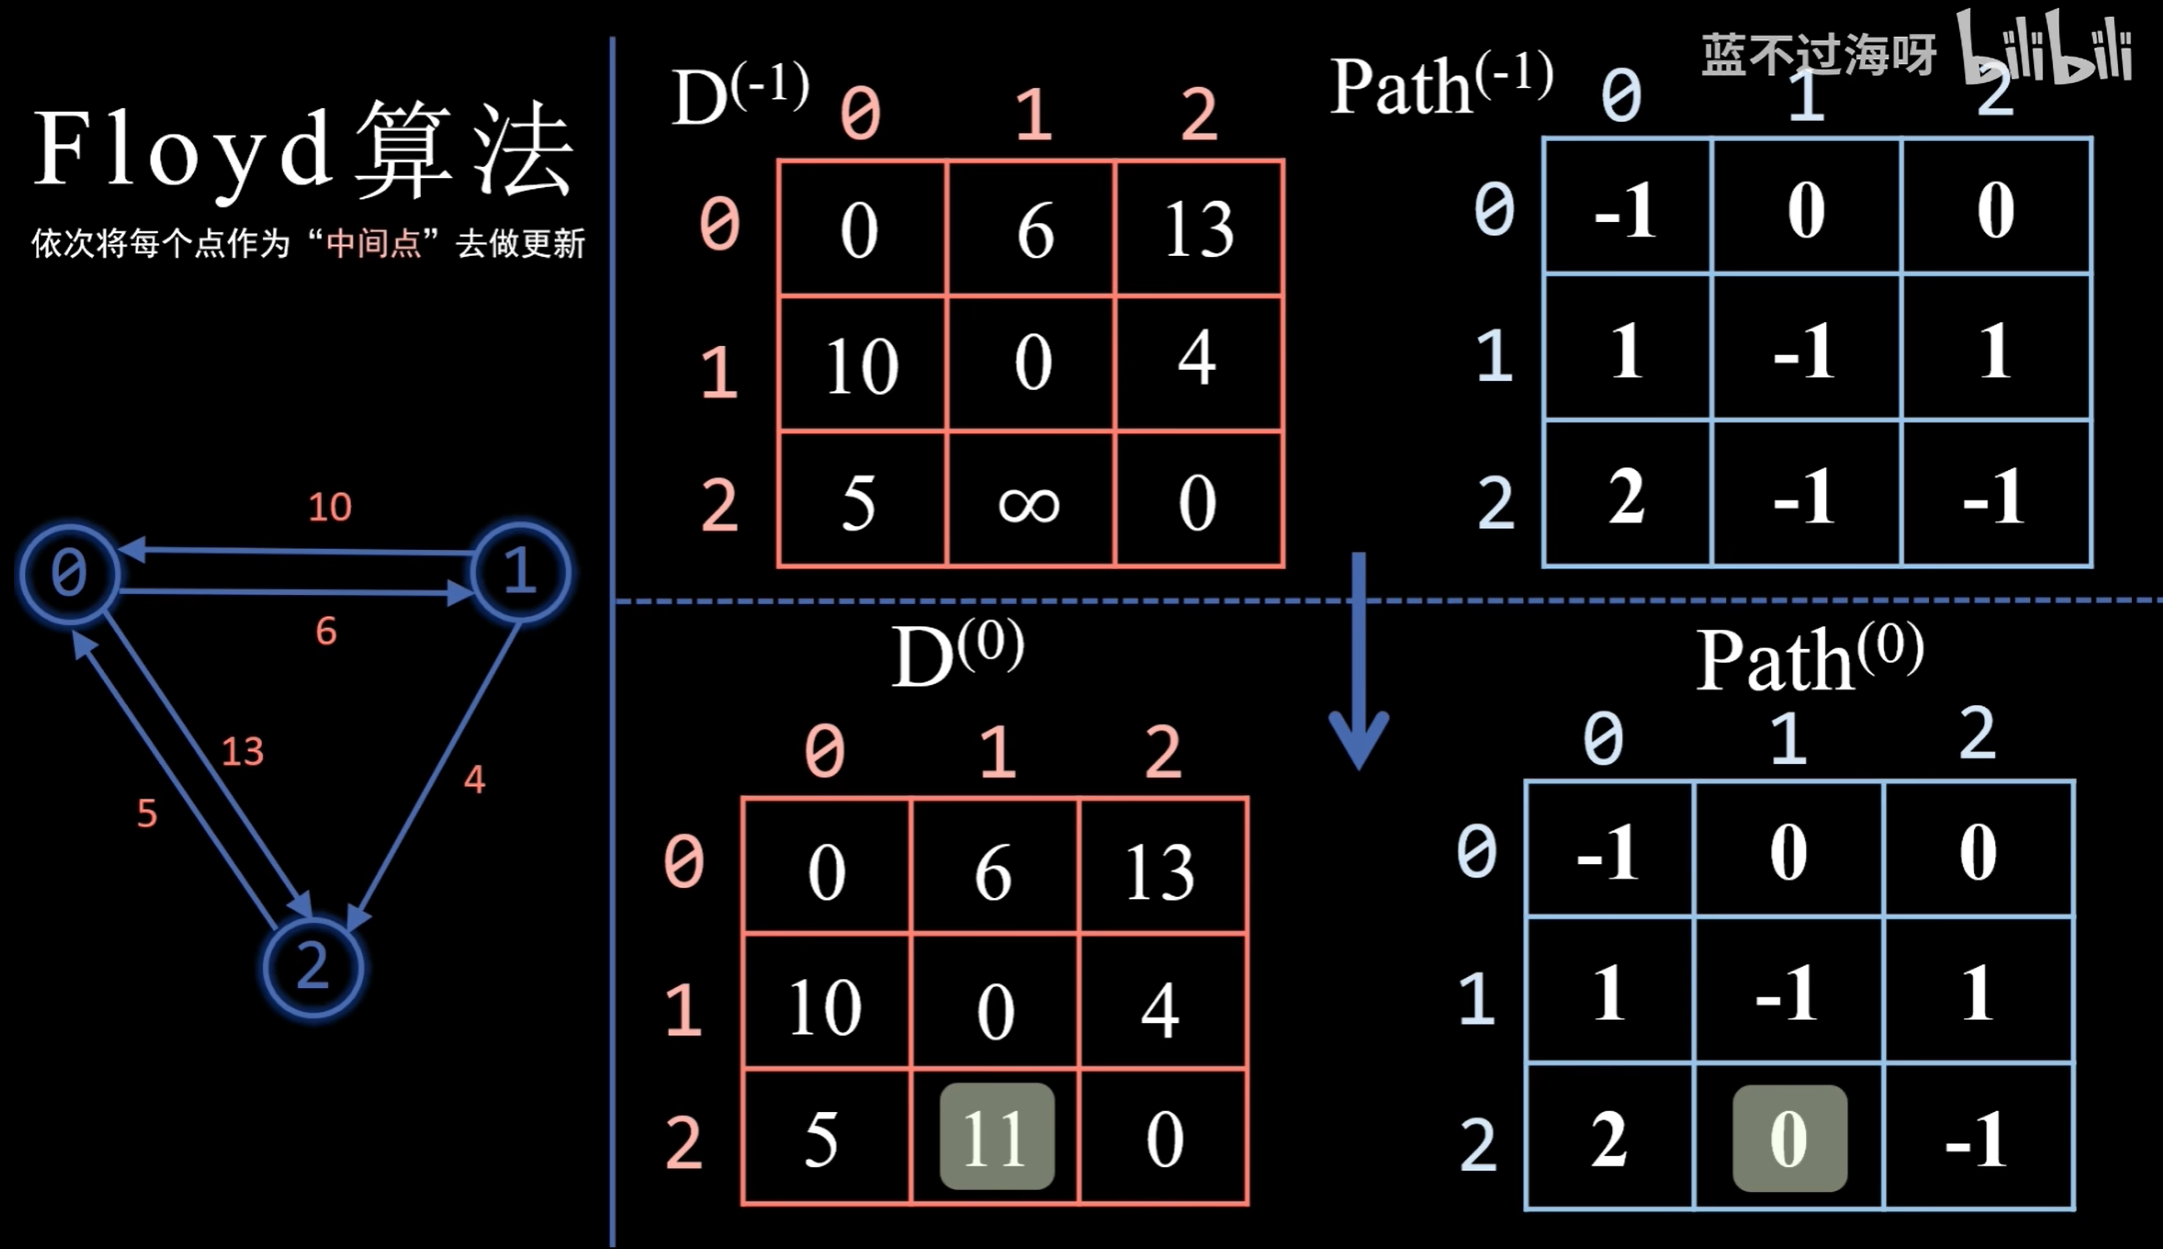 蓝不过海呀 bilibili
Floyd算法
依次将每个点作为“中间点”去做更新
10
0 1
6
13
5 4
2
D(-1) 0 1 2
0 0 6 13
1 10 0 4
2 5 ∞ 0
Path(-1) 0 1 2
0 -1 0 0
1 1 -1 1
2 2 -1 -1
D(0)
0 1 2
0 0 6 13
1 10 0 4
2 5 11 0
Path(0)
0 1 2
0 -1 0 0
1 1 -1 1
2 2 0 -1